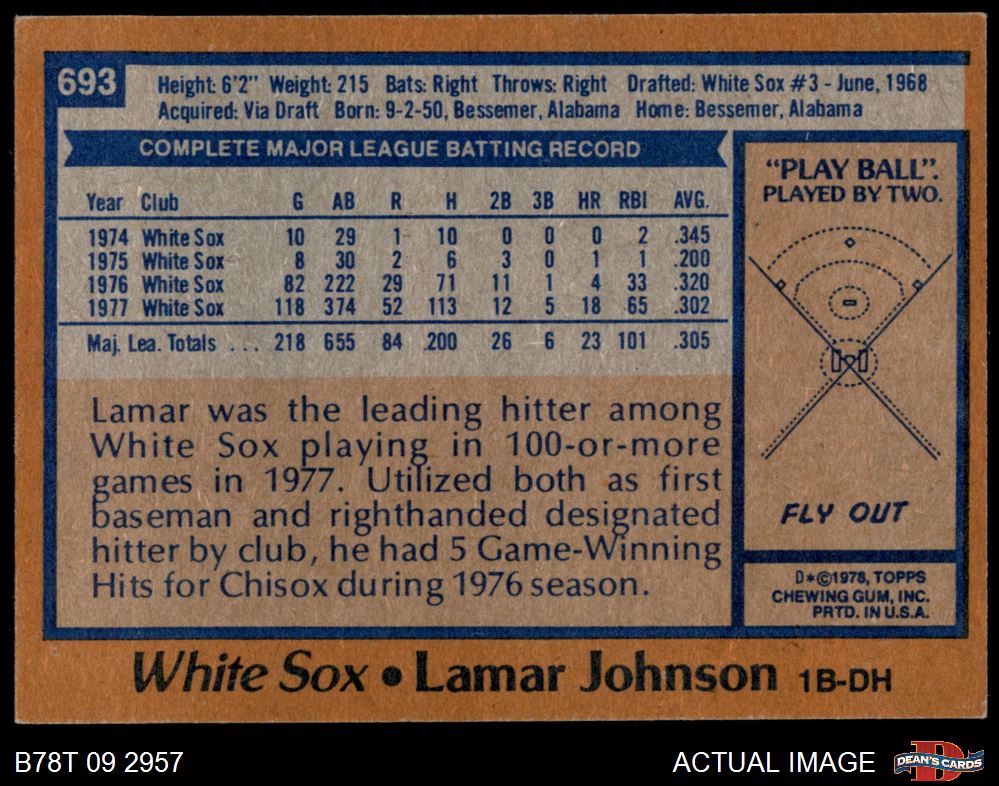 693
Height: 6'2" Weight: 215 Bats: Right Throws: Right Drafted: White Sox #3 - June, 1968
Acquired: Via Draft Born: 9-2-50, Bessemer, Alabama Home: Bessemer, Alabama
COMPLETE MAJOR LEAGUE BATTING RECORD
Year Club G AB R H 2B 3B HR RBI AVG.
1974 White Sox 10 29 1 10 0 0 0 2 .345
1975 White Sox 8 30 2 6 3 0 1 1 .200
1976 White Sox 82 222 29 71 11 1 4 33 .320
1977 White Sox 118 374 52 113 12 5 18 65 .302
Maj. Lea. Totals ... 218 655 84 .200 26 6 23 101 .305
Lamar was the leading hitter among
White Sox playing in 100-or-more
games in 1977. Utilized both as first
baseman and righthanded designated
hitter by club, he had 5 Game-Winning
Hits for Chisox during 1976 season.
"PLAY BALL".
PLAYED BY TWO.
FLY OUT
D*©1978, TOPPS
CHEWING GUM, INC.
PRTD. IN U.S.A.
White Sox • Lamar Johnson 1B-DH
B78T 09 2957
ACTUAL IMAGE
DEAN'S CARDS